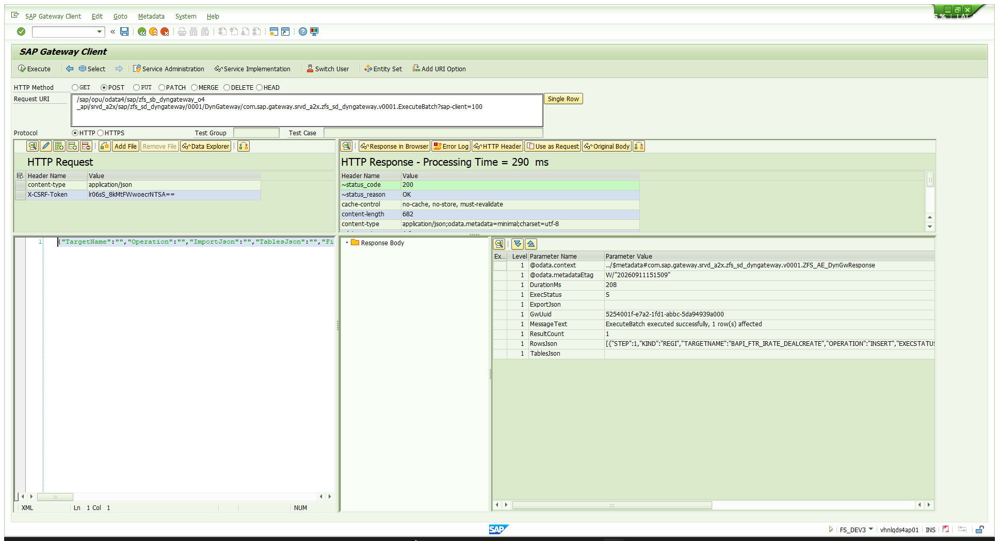 SAP Gateway Client Edit Goto Metadata System Help
SAP Gateway Client
Execute Select Service Administration Service Implementation Switch User Entity Set Add URI Option
HTTP Method GET POST PUT PATCH MERGE DELETE HEAD
Request URI /sap/opu/odata4/sap/zfs_sb_dyngateway_o4 Single Row
_api/srvd_a2x/sap/zfs_sd_dyngateway/0001/DynGateway/com.sap.gateway.srvd_a2x.zfs_sd_dyngateway.v0001.ExecuteBatch?sap-client=100
Protocol HTTP HTTPS Test Group Test Case
Add File Remove File Data Explorer
HTTP Request
Header Name Value
content-type application/json
X-CSRF-Token lr06sS_8kMtFWwoecrNTSA==
Response in Browser Error Log HTTP Header Use as Request Original Body
HTTP Response - Processing Time = 290 ms
Header Name Value
~status_code 200
~status_reason OK
cache-control no-cache, no-store, must-revalidate
content-length 682
content-type application/json;odata.metadata=minimal;charset=utf-8
1 {"TargetName":"","Operation":"","ImportJson":"","TablesJson":"","Fi
XML Ln 1 Col 1 NUM
Response Body
Ex... Level Parameter Name Parameter Value
1 @odata.context ../$metadata#com.sap.gateway.srvd_a2x.zfs_sd_dyngateway.v0001.ZFS_AE_DynGwResponse
1 @odata.metadataEtag W/"20260911151509"
1 DurationMs 208
1 ExecStatus S
1 ExportJson
1 GwUuid 5254001f-e7a2-1fd1-abbc-5da94939a000
1 MessageText ExecuteBatch executed successfully, 1 row(s) affected
1 ResultCount 1
1 RowsJson [{"STEP":1,"KIND":"REGI","TARGETNAME":"BAPI_FTR_IRATE_DEALCREATE","OPERATION":"INSERT","EXECSTATUS
1 TablesJson
SAP FS_DEV3 vhnlqds4ap01 INS